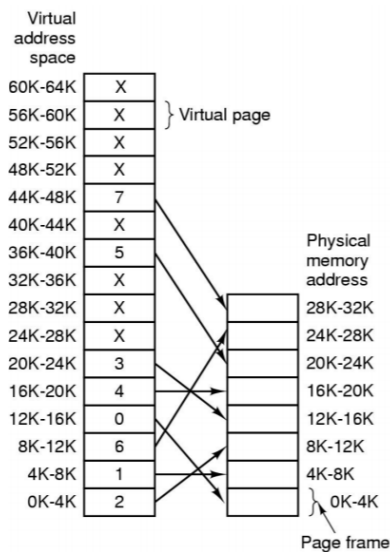 Virtual
address
space
60K-64K X
56K-60K X
Virtual page
52K-56K X
48K-52K X
44K-48K 7
40K-44K X
36K-40K 5
32K-36K X
28K-32K X
24K-28K X
20K-24K 3
16K-20K 4
12K-16K 0
8K-12K 6
4K-8K 1
0K-4K 2
Physical
memory
address
28K-32K
24K-28K
20K-24K
16K-20K
12K-16K
8K-12K
4K-8K
0K-4K
Page frame